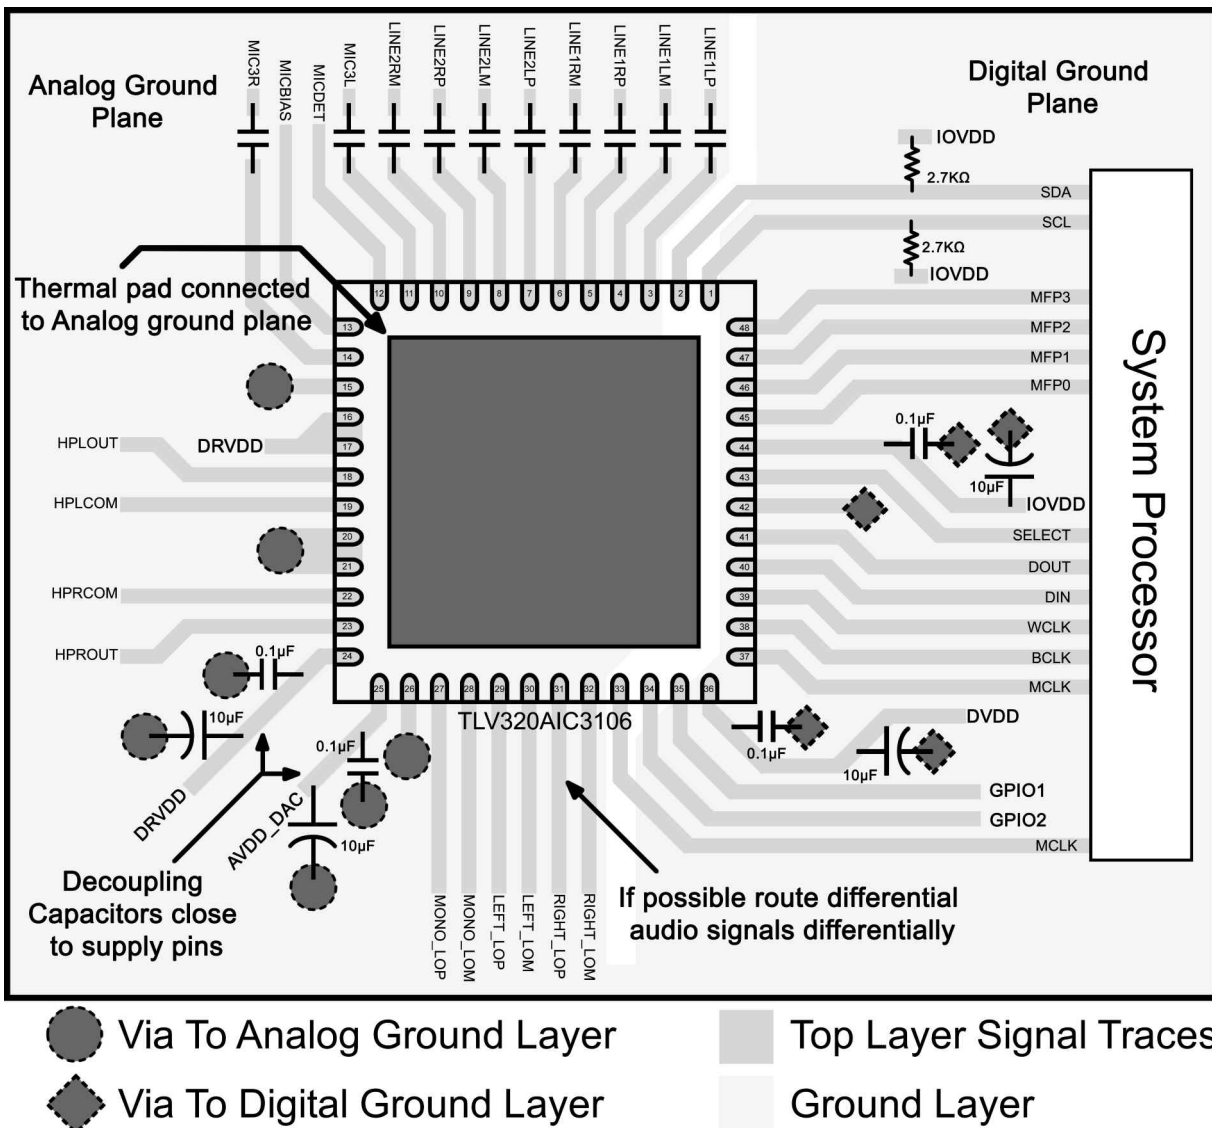 MIC3R
MICBIAS
MICDET
MIC3L
LINE2RM
LINE2RP
LINE2LM
LINE2LP
LINE1RM
LINE1RP
LINE1LM
LINE1LP
Analog Ground
Plane
Digital Ground
Plane
IOVDD
2.7KΩ
SDA
SCL
2.7KΩ
IOVDD
Thermal pad connected
to Analog ground plane
12 11 10 9 8 7 6 5 4 3 2 1
13
14
15
16
17
18
19
20
21
22
23
24
48
47
46
45
44
43
42
41
40
39
38
37
25 26 27 28 29 30 31 32 33 34 35 36
MFP3
MFP2
MFP1
MFP0
0.1µF
10µF
IOVDD
SELECT
DOUT
DIN
WCLK
BCLK
MCLK
DVDD
0.1µF
10µF
GPIO1
GPIO2
MCLK
System Processor
HPLOUT
DRVDD
HPLCOM
HPRCOM
HPROUT
0.1µF
10µF
DRVDD
0.1µF
AVDD_DAC
10µF
TLV320AIC3106
Decoupling
Capacitors close
to supply pins
MONO_LOP
MONO_LOM
LEFT_LOP
LEFT_LOM
RIGHT_LOP
RIGHT_LOM
If possible route differential
audio signals differentially
Via To Analog Ground Layer
Top Layer Signal Traces
Via To Digital Ground Layer
Ground Layer